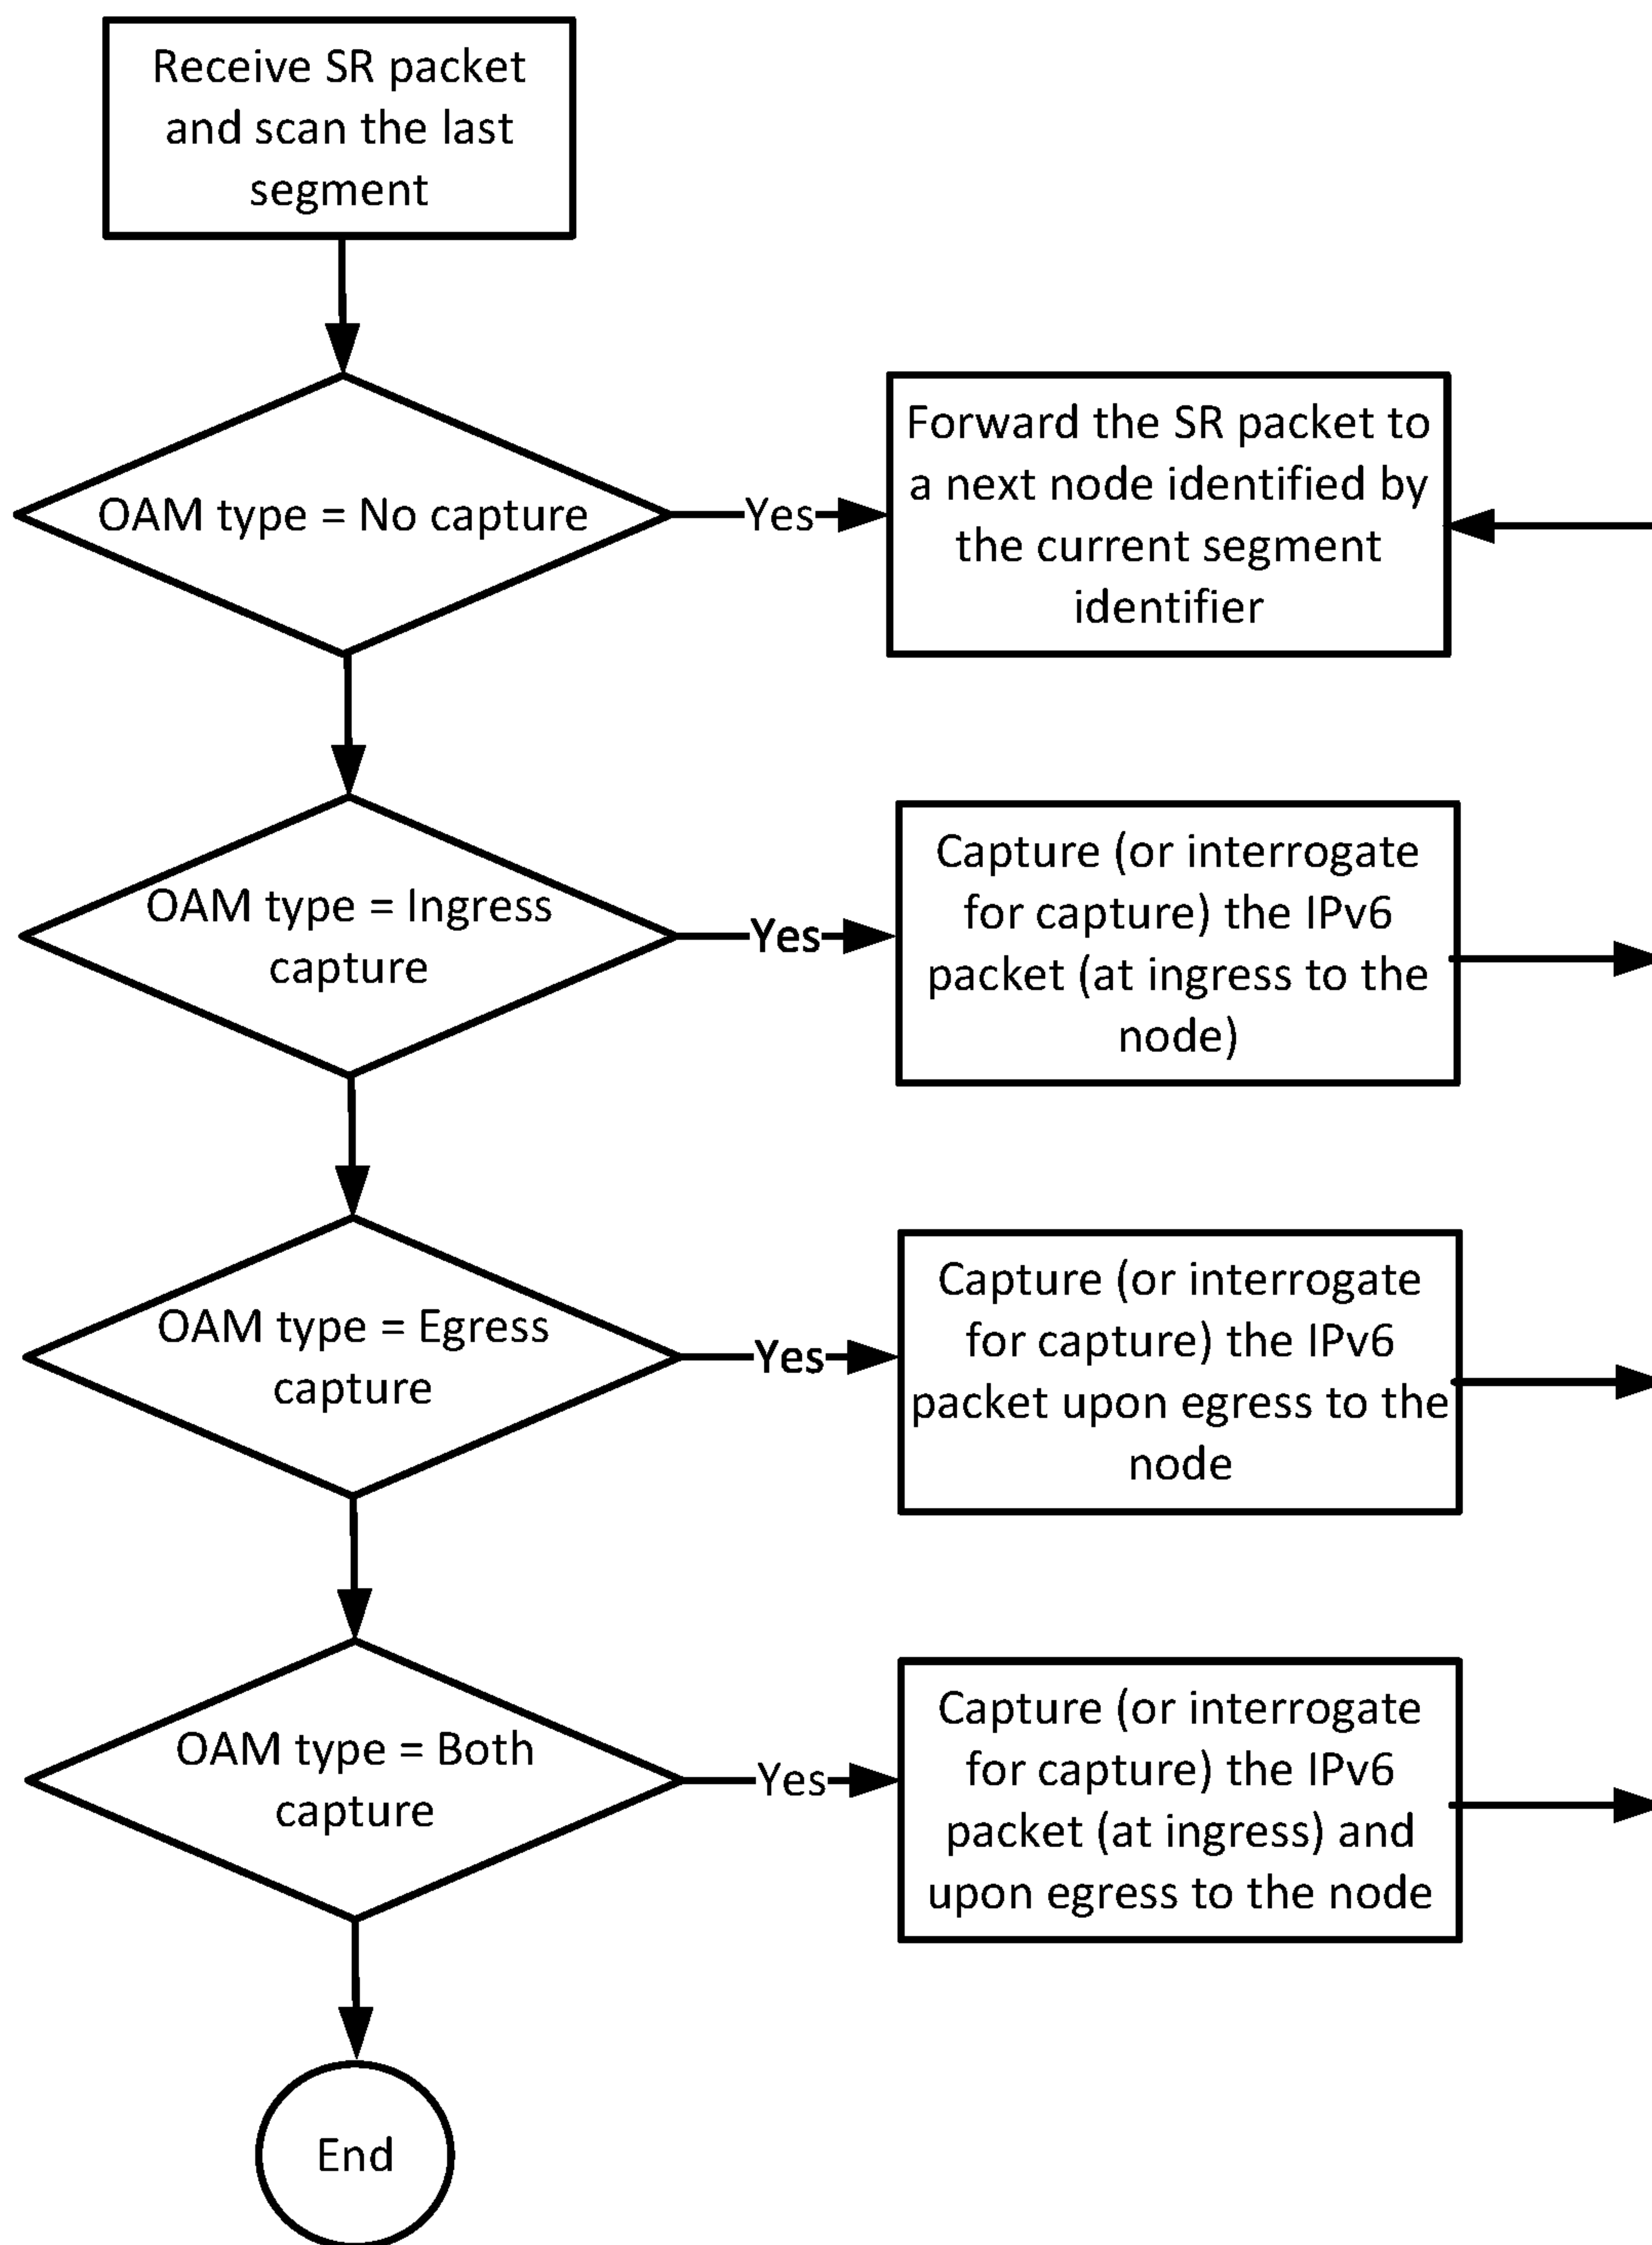 Receive SR packet
and scan the last
segment
OAM type = No capture
Yes
Forward the SR packet to
a next node identified by
the current segment
identifier
OAM type = Ingress
capture
Yes
Capture (or interrogate
for capture) the IPv6
packet (at ingress to the
node)
OAM type = Egress
capture
Yes
Capture (or interrogate
for capture) the IPv6
packet upon egress to the
node
OAM type = Both
capture
Yes
Capture (or interrogate
for capture) the IPv6
packet (at ingress) and
upon egress to the node
End